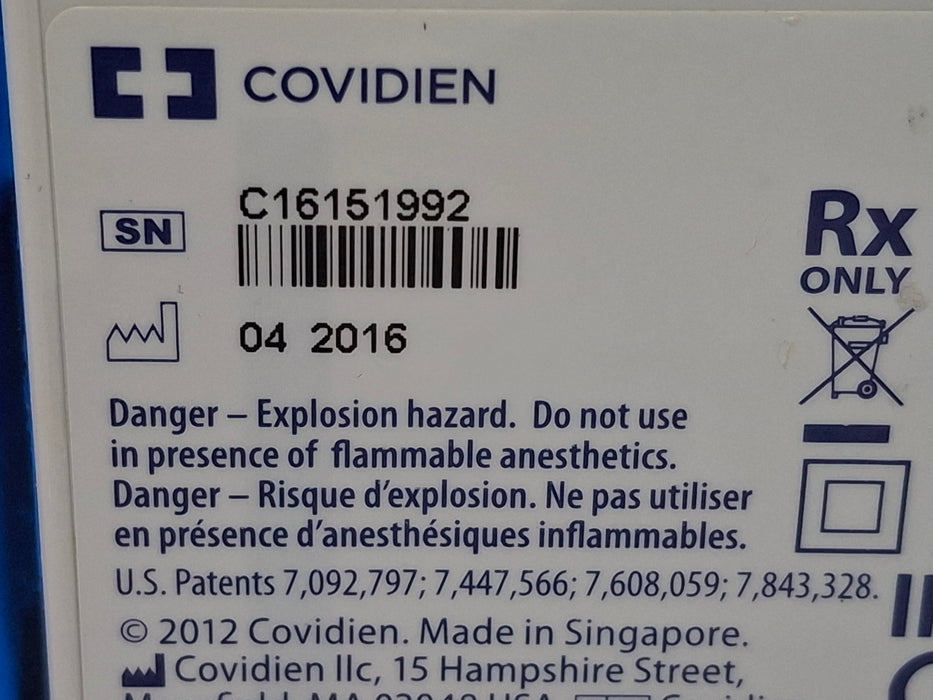 COVIDIEN
SN
C16151992
04 2016
Rx
ONLY
Danger – Explosion hazard. Do not use
in presence of flammable anesthetics.
Danger – Risque d'explosion. Ne pas utiliser
en présence d'anesthésiques inflammables.
U.S. Patents 7,092,797; 7,447,566; 7,608,059; 7,843,328.
© 2012 Covidien. Made in Singapore.
Covidien llc, 15 Hampshire Street,